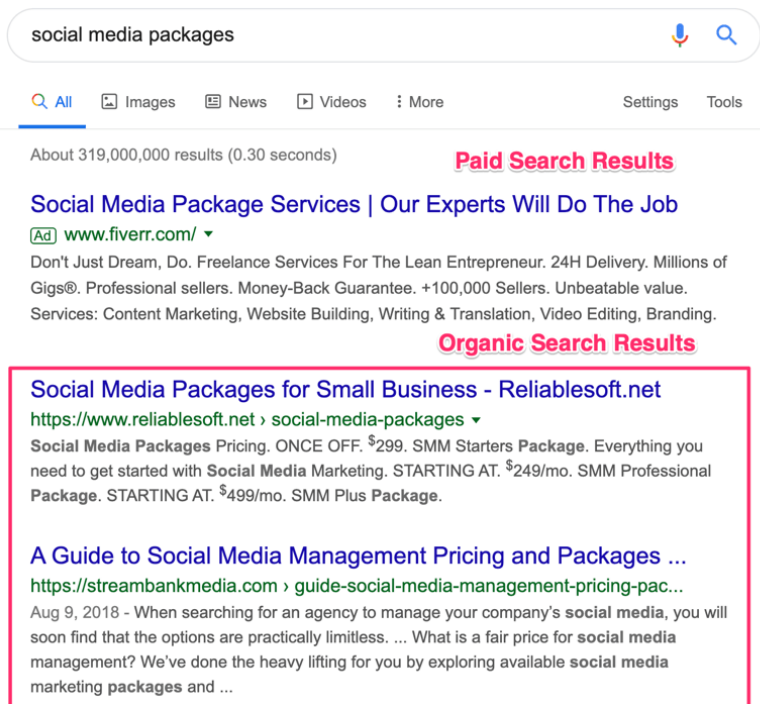 social media packages
All Images News Videos More Settings Tools
About 319,000,000 results (0.30 seconds)
Paid Search Results
Social Media Package Services | Our Experts Will Do The Job
Ad www.fiverr.com/
Don't Just Dream, Do. Freelance Services For The Lean Entrepreneur. 24H Delivery. Millions of
Gigs®. Professional sellers. Money-Back Guarantee. +100,000 Sellers. Unbeatable value.
Services: Content Marketing, Website Building, Writing & Translation, Video Editing, Branding.
Organic Search Results
Social Media Packages for Small Business - Reliablesoft.net
https://www.reliablesoft.net › social-media-packages
Social Media Packages Pricing. ONCE OFF. $299. SMM Starters Package. Everything you
need to get started with Social Media Marketing. STARTING AT. $249/mo. SMM Professional
Package. STARTING AT. $499/mo. SMM Plus Package.
A Guide to Social Media Management Pricing and Packages ...
https://streambankmedia.com › guide-social-media-management-pricing-pac...
Aug 9, 2018 - When searching for an agency to manage your company's social media, you will
soon find that the options are practically limitless. ... What is a fair price for social media
management? We've done the heavy lifting for you by exploring available social media
marketing packages and ...